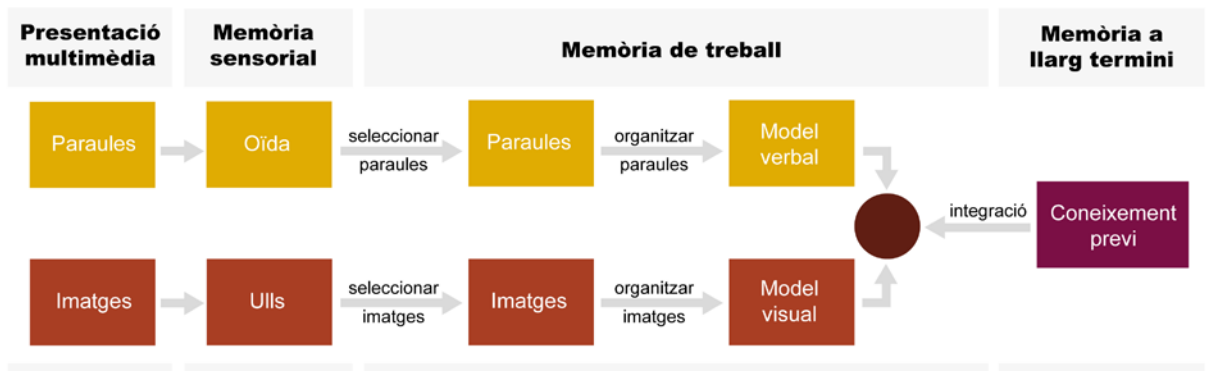 Presentació
multimèdia
Memòria
sensorial
Memòria de treball
Memòria a
llarg termini
Paraules
Oïda
seleccionar
paraules
Paraules
organitzar
paraules
Model
verbal
integració
Coneixement
previ
Imatges
Ulls
seleccionar
imatges
Imatges
organitzar
imatges
Model
visual